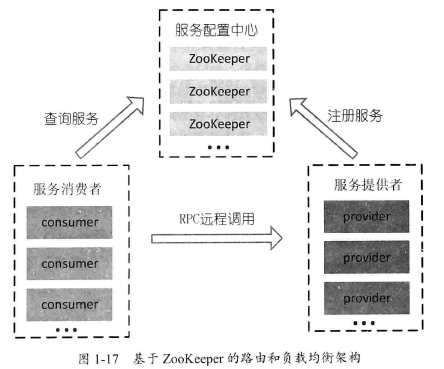 服务配置中心
ZooKeeper
ZooKeeper
ZooKeeper
查询服务
注册服务
服务消费者
consumer
consumer
consumer
RPC远程调用
服务提供者
provider
provider
provider
图 1-17 基于 ZooKeeper 的路由和负载均衡架构